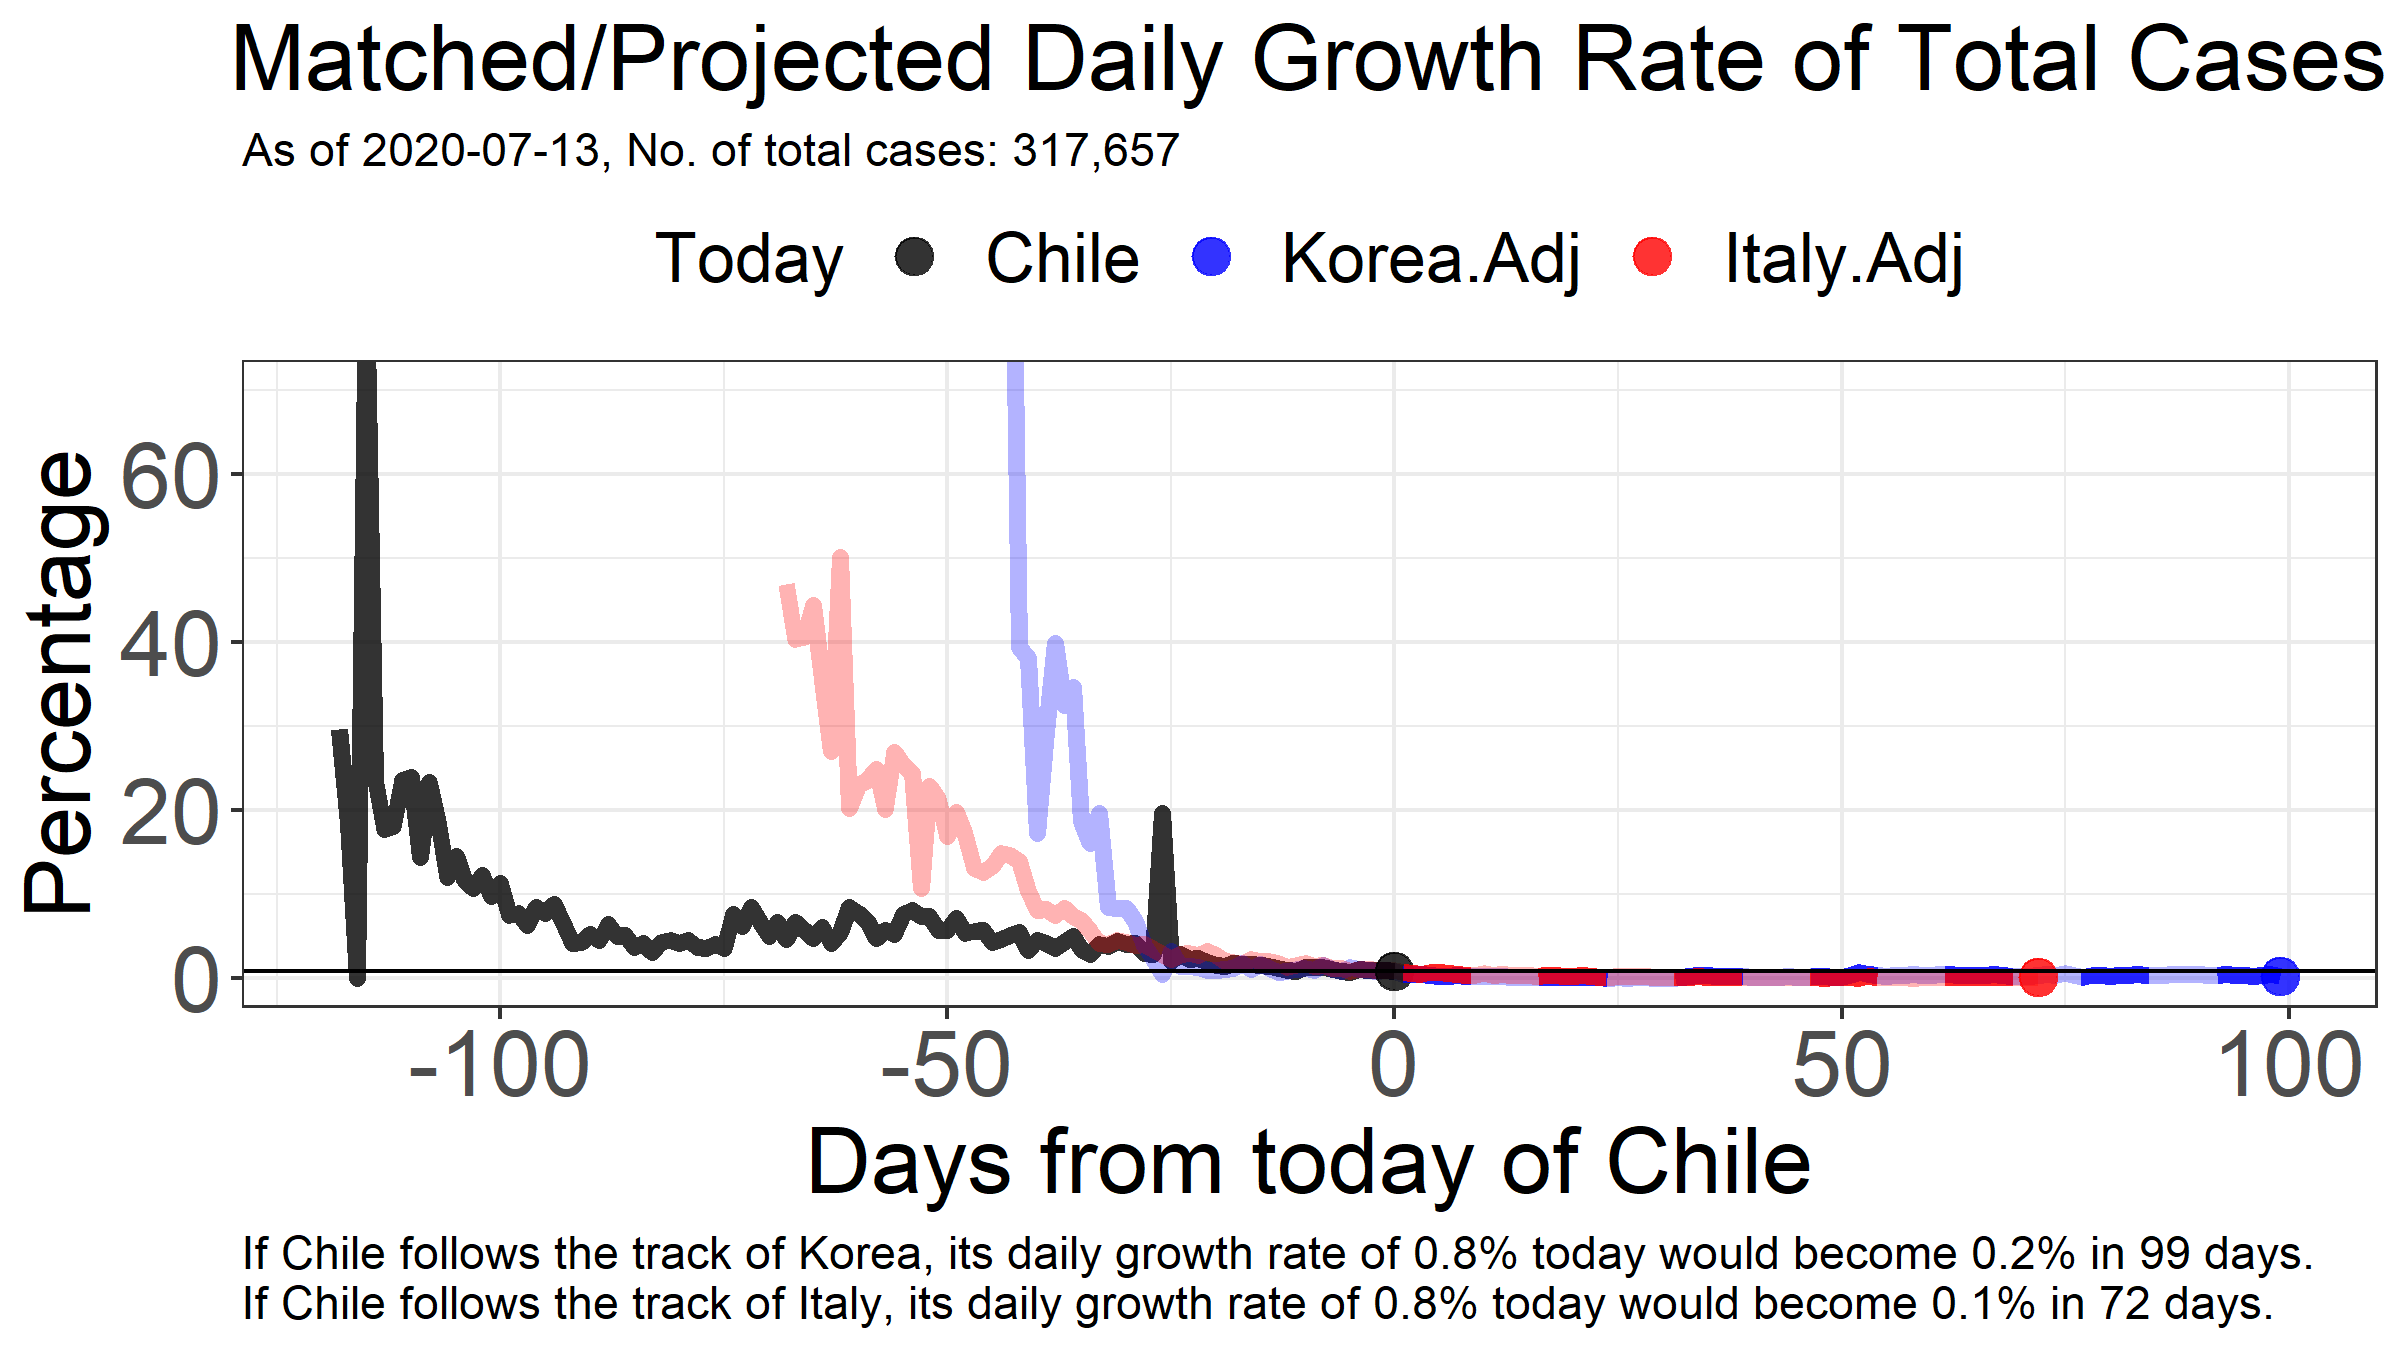 Matched/Projected Daily Growth Rate of Total Cases
As of 2020-07-13, No. of total cases: 317,657
Today Chile Korea.Adj Italy.Adj
Percentage
60
40
20
0
-100 -50 0 50 100
Days from today of Chile
If Chile follows the track of Korea, its daily growth rate of 0.8% today would become 0.2% in 99 days.
If Chile follows the track of Italy, its daily growth rate of 0.8% today would become 0.1% in 72 days.